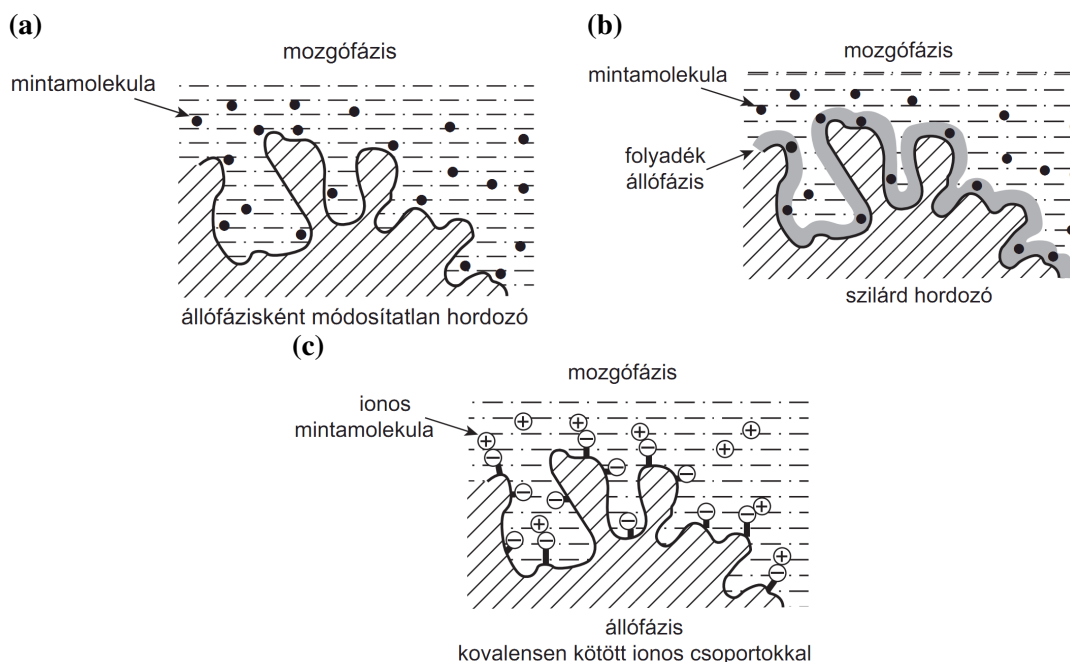 (a)
mozgófázis
mintamolekula
állófázisként módosítatlan hordozó
(b)
mozgófázis
mintamolekula
folyadék
állófázis
szilárd hordozó
(c)
mozgófázis
ionos
mintamolekula
állófázis
kovalensen kötött ionos csoportokkal